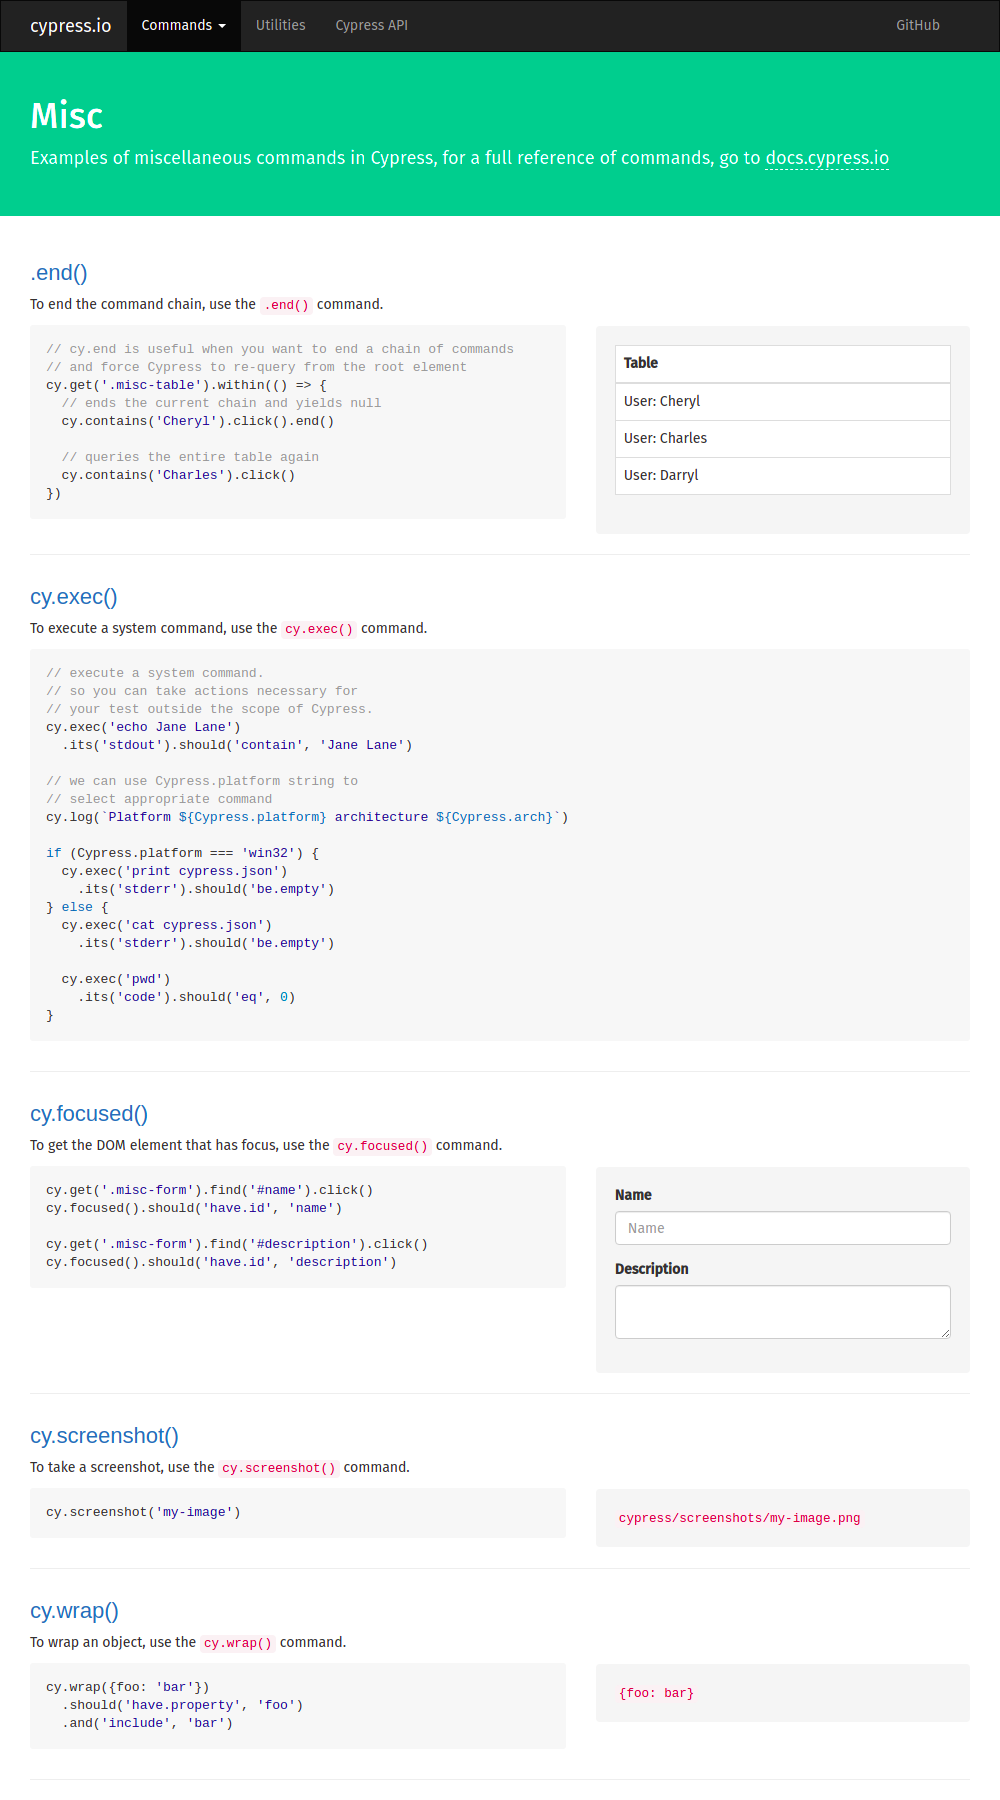 cypress.io Commands Utilities Cypress API GitHub
Misc
Examples of miscellaneous commands in Cypress, for a full reference of commands, go to docs.cypress.io
.end()
To end the command chain, use the .end() command.
// cy.end is useful when you want to end a chain of commands
// and force Cypress to re-query from the root element
cy.get('.misc-table').within(() => {
  // ends the current chain and yields null
  cy.contains('Cheryl').click().end()
  // queries the entire table again
  cy.contains('Charles').click()
})
Table
User: Cheryl
User: Charles
User: Darryl
cy.exec()
To execute a system command, use the cy.exec() command.
// execute a system command.
// so you can take actions necessary for
// your test outside the scope of Cypress.
cy.exec('echo Jane Lane')
  .its('stdout').should('contain', 'Jane Lane')
// we can use Cypress.platform string to
// select appropriate command
cy.log(`Platform ${Cypress.platform} architecture ${Cypress.arch}`)
if (Cypress.platform === 'win32') {
  cy.exec('print cypress.json')
    .its('stderr').should('be.empty')
} else {
  cy.exec('cat cypress.json')
    .its('stderr').should('be.empty')
  cy.exec('pwd')
    .its('code').should('eq', 0)
}
cy.focused()
To get the DOM element that has focus, use the cy.focused() command.
cy.get('.misc-form').find('#name').click()
cy.focused().should('have.id', 'name')
cy.get('.misc-form').find('#description').click()
cy.focused().should('have.id', 'description')
Name
Name
Description
cy.screenshot()
To take a screenshot, use the cy.screenshot() command.
cy.screenshot('my-image')
cypress/screenshots/my-image.png
cy.wrap()
To wrap an object, use the cy.wrap() command.
cy.wrap({foo: 'bar'})
  .should('have.property', 'foo')
  .and('include', 'bar')
{foo: bar}